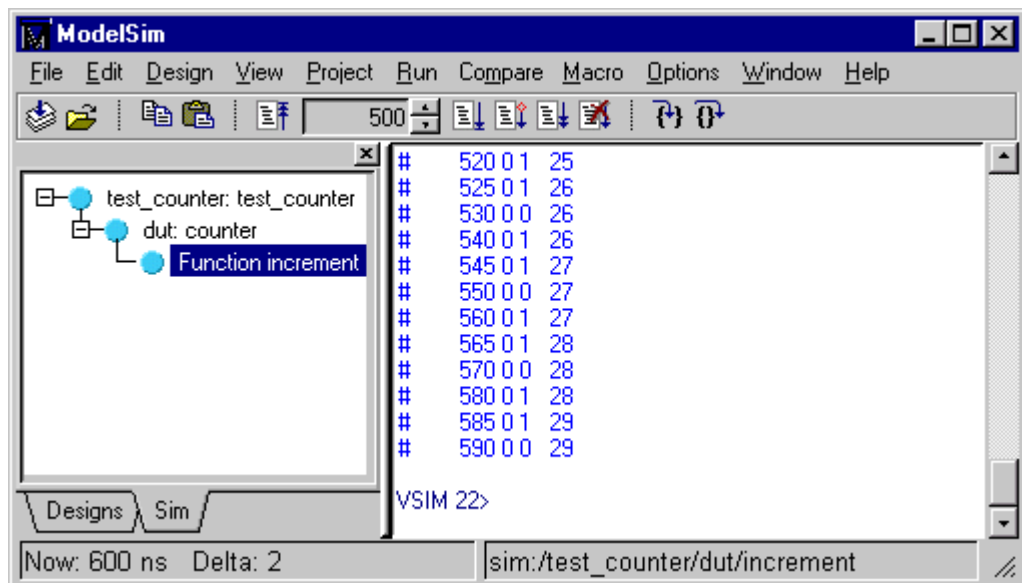 ModelSim
File Edit Design View Project Run Compare Macro Options Window Help
500
test_counter: test_counter
dut: counter
Function increment
Designs Sim
# 520 0 1 25
# 525 0 1 26
# 530 0 0 26
# 540 0 1 26
# 545 0 1 27
# 550 0 0 27
# 560 0 1 27
# 565 0 1 28
# 570 0 0 28
# 580 0 1 28
# 585 0 1 29
# 590 0 0 29
VSIM 22>
Now: 600 ns Delta: 2
sim:/test_counter/dut/increment